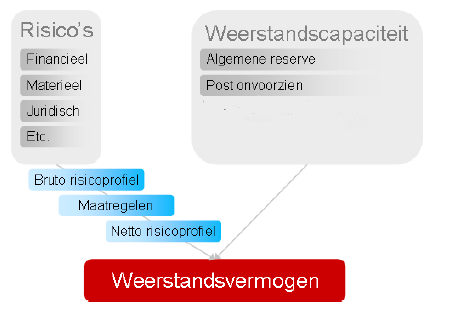 Risico's
Financieel
Materieel
Juridisch
Etc.
Weerstandscapaciteit
Algemene reserve
Post onvoorzien
Bruto risicoprofiel
Maatregelen
Netto risicoprofiel
Weerstandsvermogen